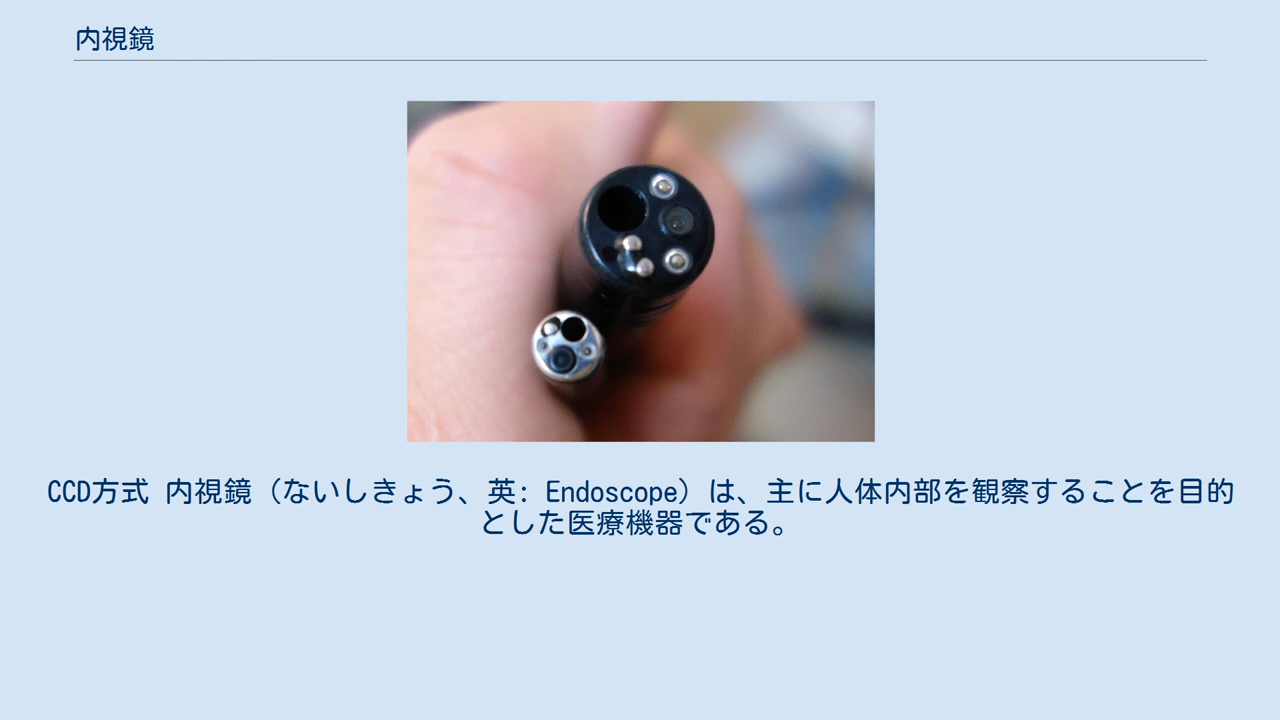 内視鏡
CCD方式 内視鏡（ないしきょう、英: Endoscope）は、主に人体内部を観察することを目的
とした医療機器である。